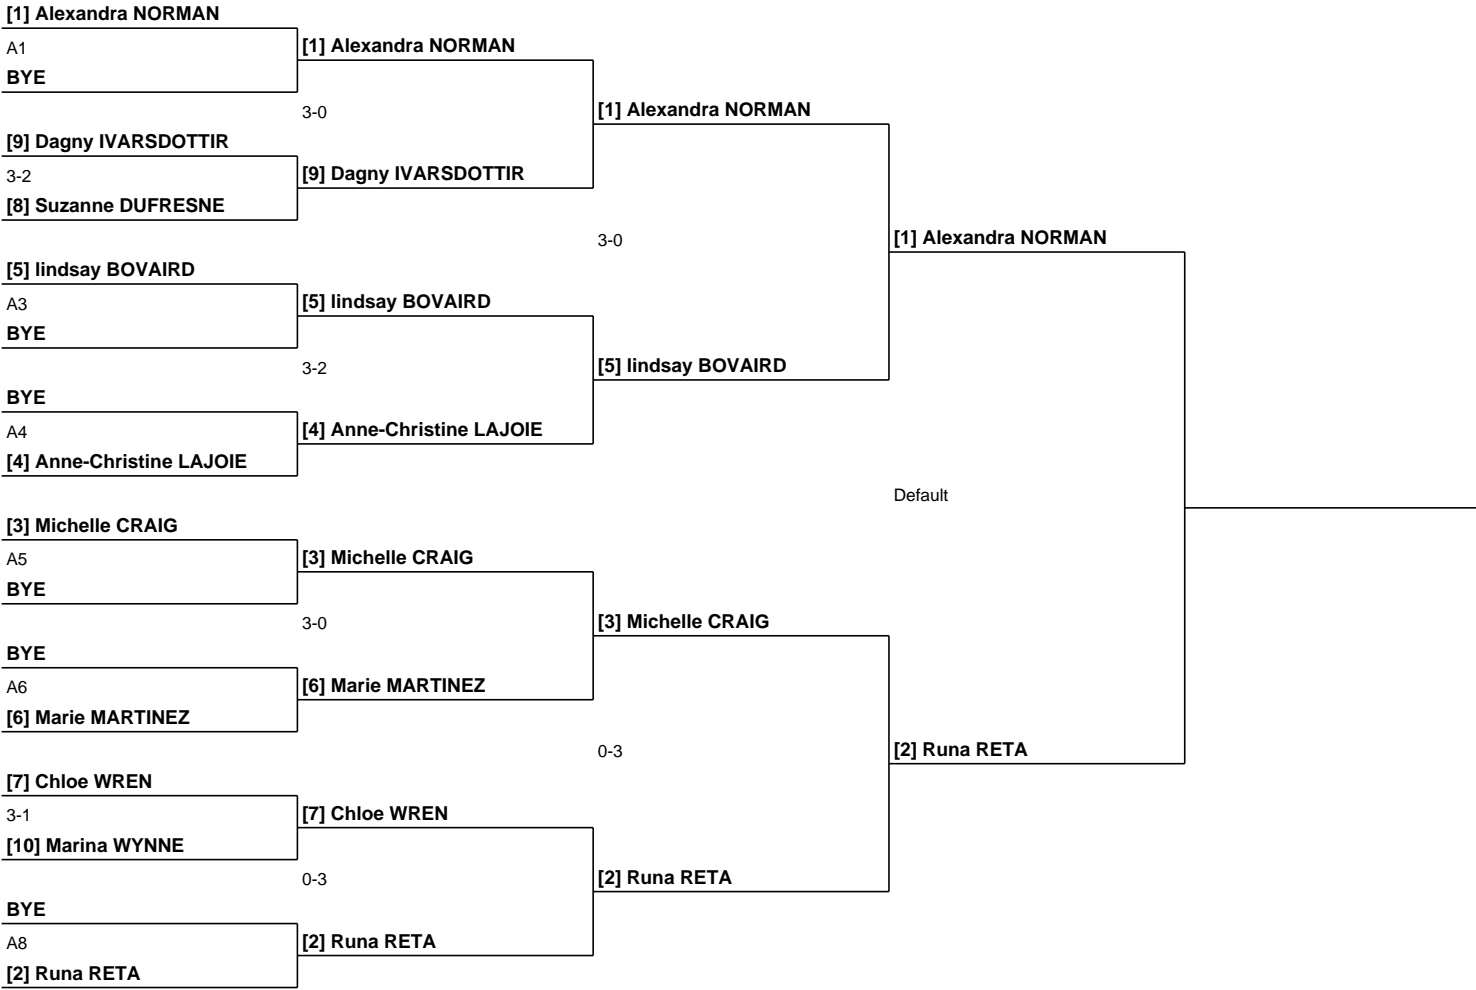 [1] Alexandra NORMAN
A1
BYE
[9] Dagny IVARSDOTTIR
3-2
[8] Suzanne DUFRESNE
[5] lindsay BOVAIRD
A3
BYE
BYE
A4
[4] Anne-Christine LAJOIE
[3] Michelle CRAIG
A5
BYE
BYE
A6
[6] Marie MARTINEZ
[7] Chloe WREN
3-1
[10] Marina WYNNE
BYE
A8
[2] Runa RETA
[1] Alexandra NORMAN
3-0
[9] Dagny IVARSDOTTIR
[5] lindsay BOVAIRD
3-2
[4] Anne-Christine LAJOIE
[3] Michelle CRAIG
3-0
[6] Marie MARTINEZ
[7] Chloe WREN
0-3
[2] Runa RETA
[1] Alexandra NORMAN
3-0
[5] lindsay BOVAIRD
[3] Michelle CRAIG
0-3
[2] Runa RETA
[1] Alexandra NORMAN
Default
[2] Runa RETA